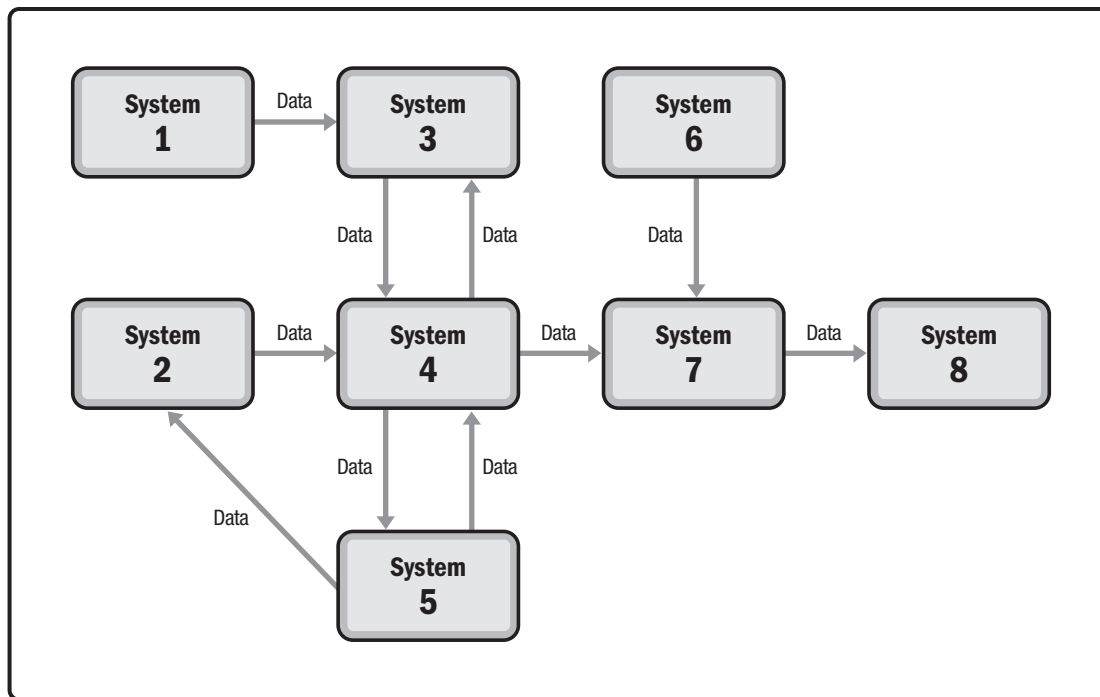 System
1
Data
System
3
System
6
Data
Data
Data
System
2
Data
System
4
Data
System
7
Data
System
8
Data
Data
Data
System
5